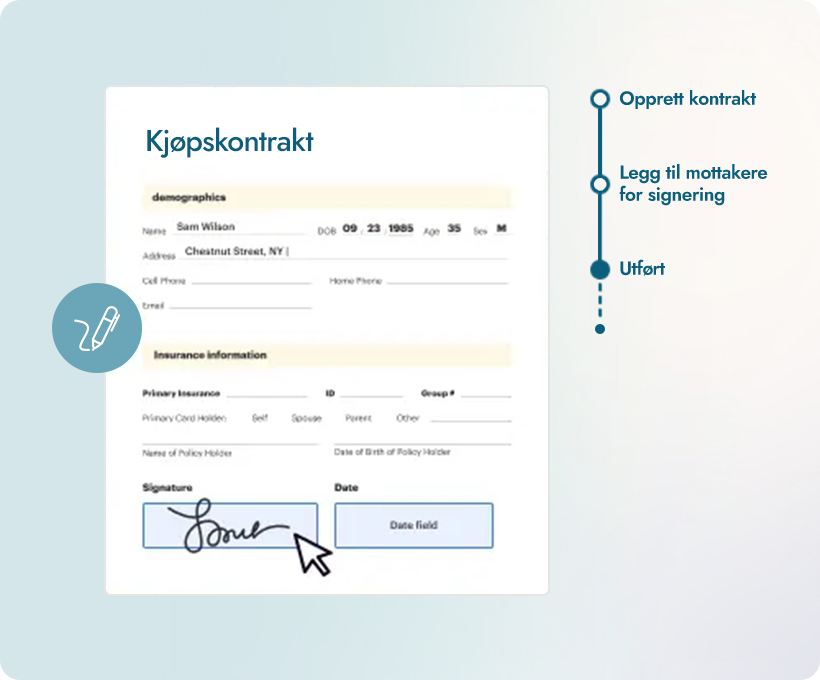 Kjøpskontrakt
demographics
Name Sam Wilson DOB 09 23 1985 Age 35 Sex M
Address Chestnut Street, NY
Cell Phone Home Phone
Email
Insurance information
Primary Insurance ID Group #
Primary Card Holden Self Spouse Parent Other
Name of Policy Holder Date of Birth of Policy Holder
Signature Date
Date field
Opprett kontrakt
Legg til mottakere
for signering
Utført